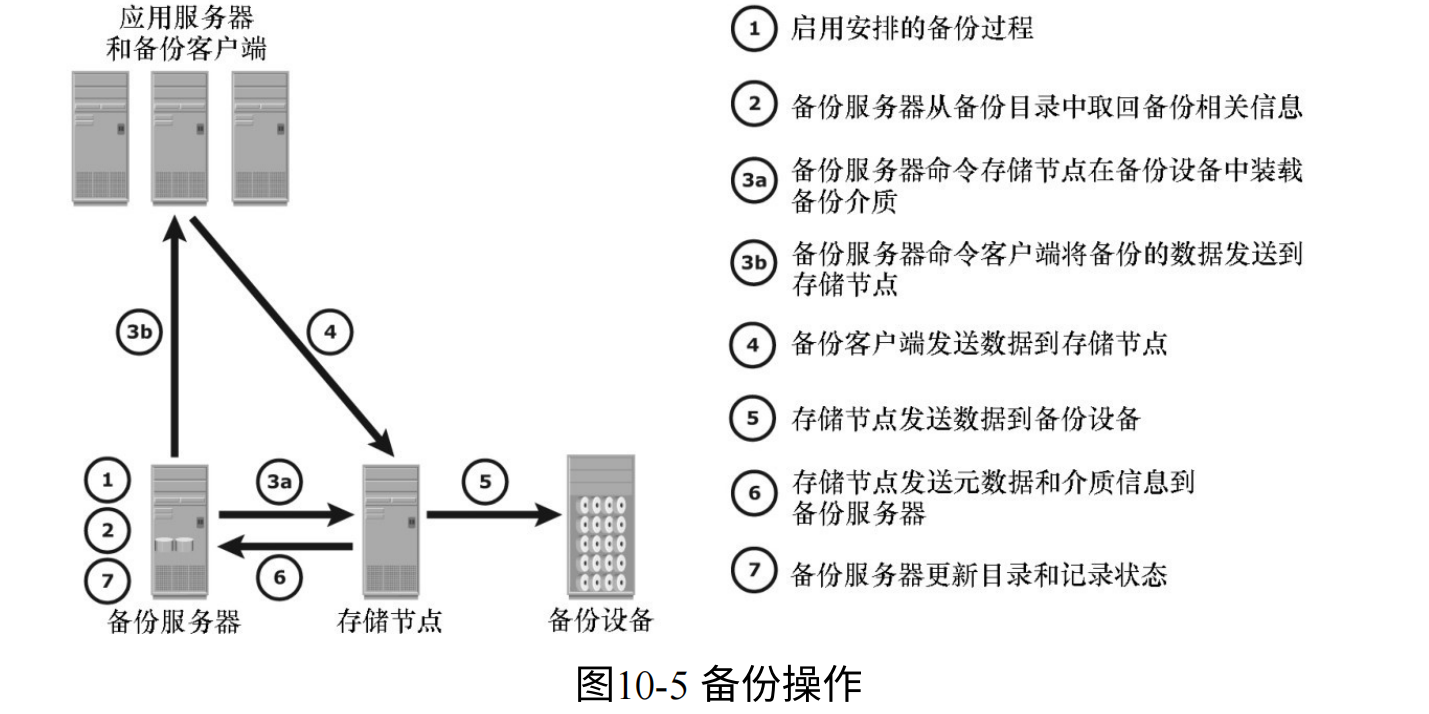 应用服务器
和备份客户端
3b
4
1
2
7
3a
6
5
备份服务器
存储节点
备份设备
1 启用安排的备份过程
2 备份服务器从备份目录中取回备份相关信息
3a 备份服务器命令存储节点在备份设备中装载
备份介质
3b 备份服务器命令客户端将备份的数据发送到
存储节点
4 备份客户端发送数据到存储节点
5 存储节点发送数据到备份设备
6 存储节点发送元数据和介质信息到
备份服务器
7 备份服务器更新目录和记录状态
图10-5 备份操作